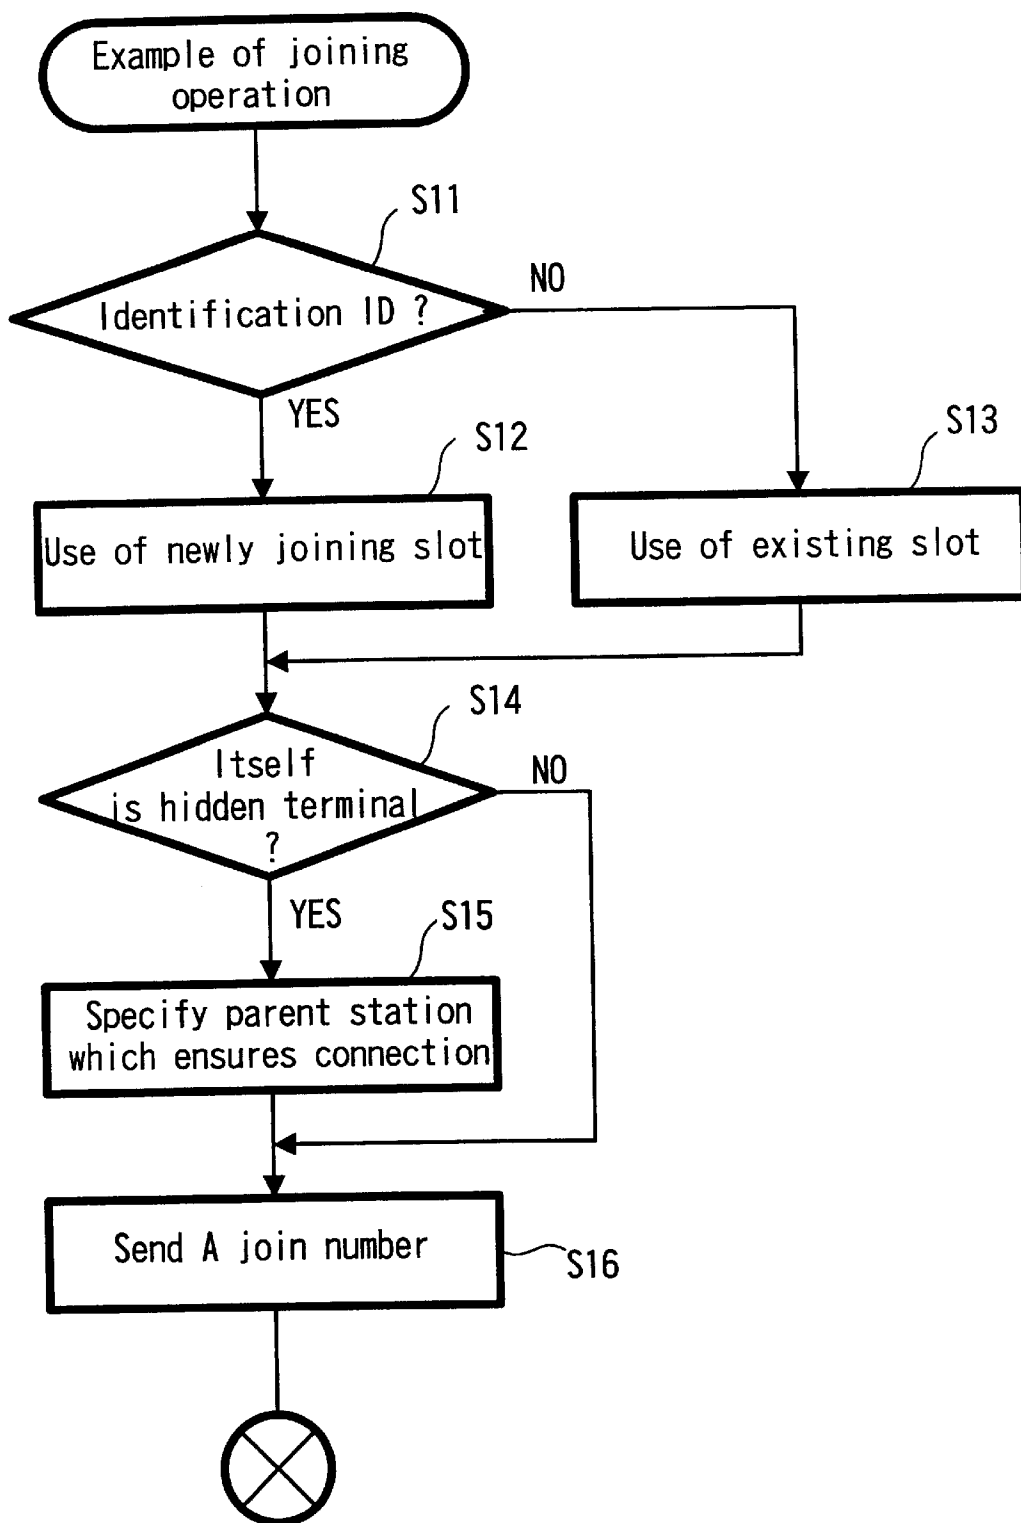 Example of joining
operation
S11
Identification ID ?
NO
YES
S12
S13
Use of newly joining slot
Use of existing slot
S14
Itself
is hidden terminal
?
NO
YES
S15
Specify parent station
which ensures connection
Send A join number
S16